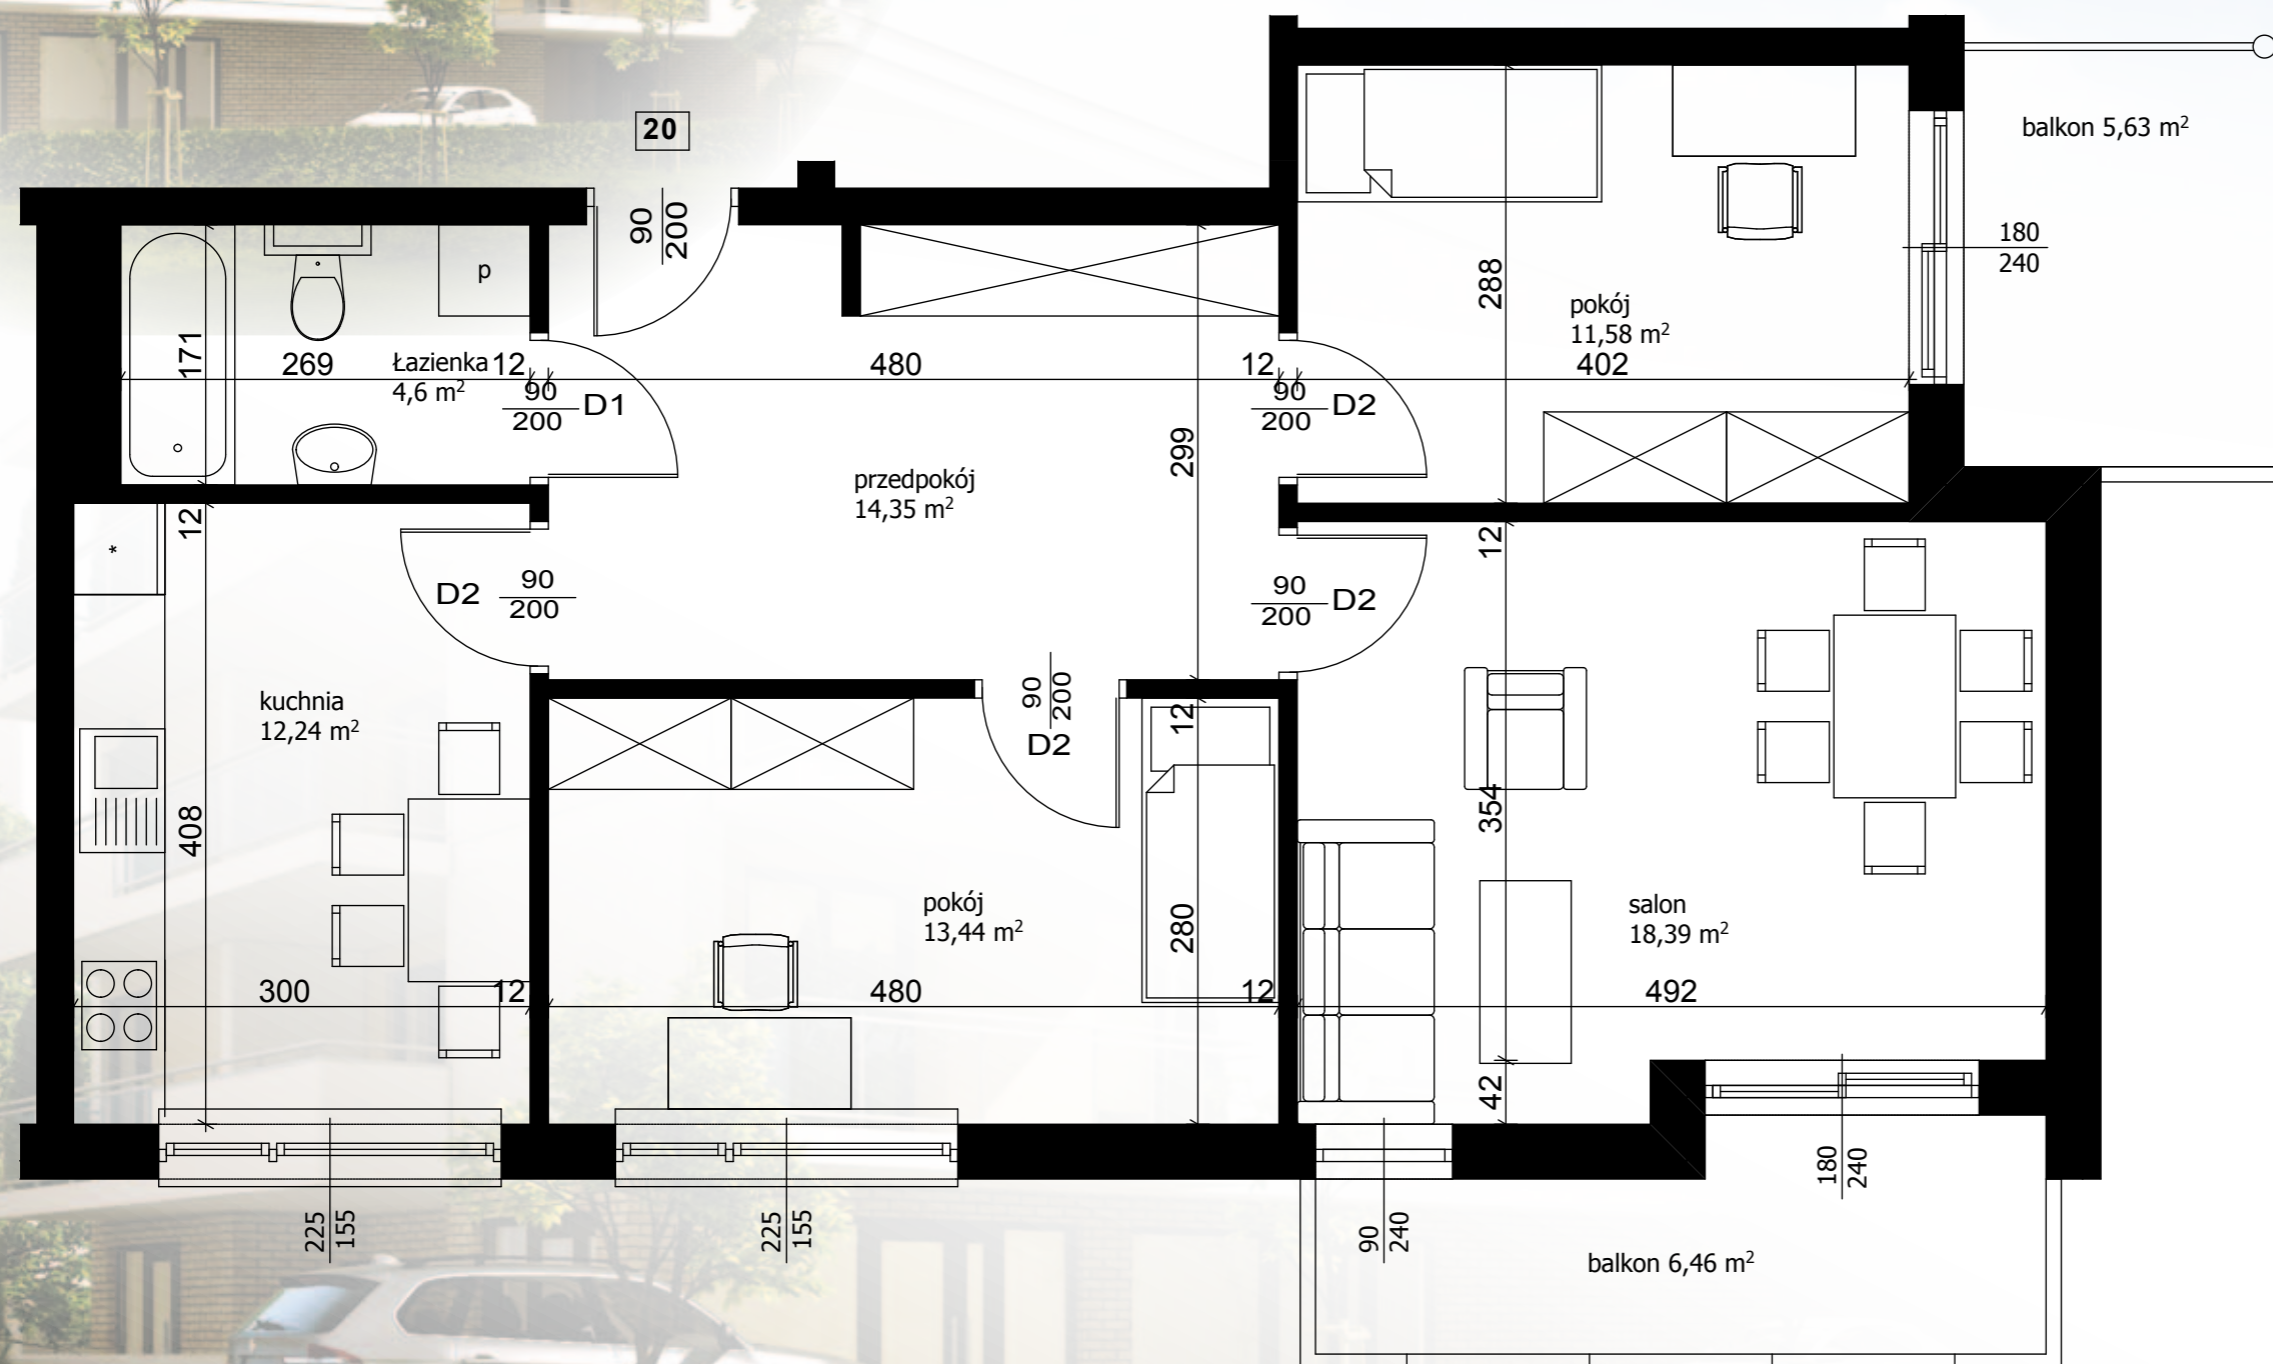 20
90
200
balkon 5,63 m²
180
240
p
171
269
Łazienka
4,6 m²
12
90
200
D1
480
12
90
200
D2
288
pokój
11,58 m²
402
299
przedpokój
14,35 m²
*
12
D2
90
200
12
90
200
D2
kuchnia
12,24 m²
90
200
D2
12
408
354
pokój
13,44 m²
280
salon
18,39 m²
300
12
480
12
492
42
225
155
225
155
90
240
180
240
balkon 6,46 m²